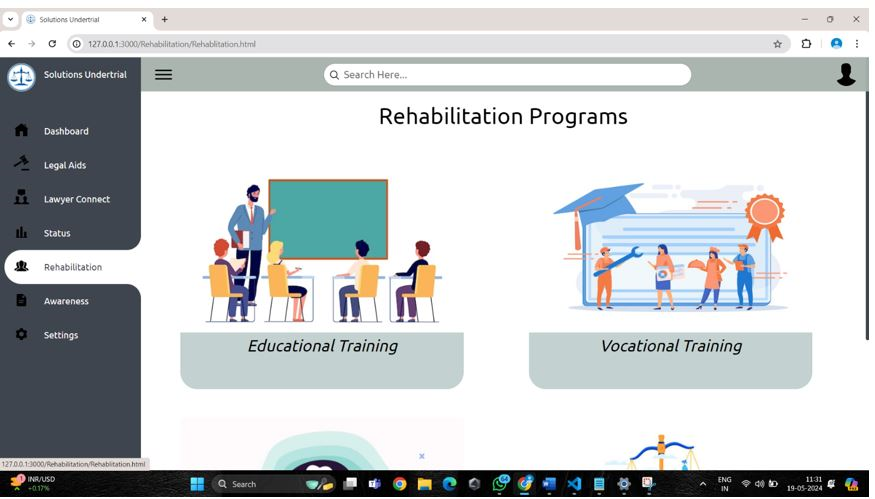 Solutions Undertrial
127.0.0.1:3000/Rehabilitation/Rehablitation.html
Solutions Undertrial
Search Here...
Rehabilitation Programs
Dashboard
Legal Aids
Lawyer Connect
Status
Rehabilitation
Awareness
Settings
Educational Training
Vocational Training
127.0.0.1:3000/Rehabilitation/Rehablitation.html
1
INR/USD
+0.17%
Search
ENG
IN
11:31
19-05-2024